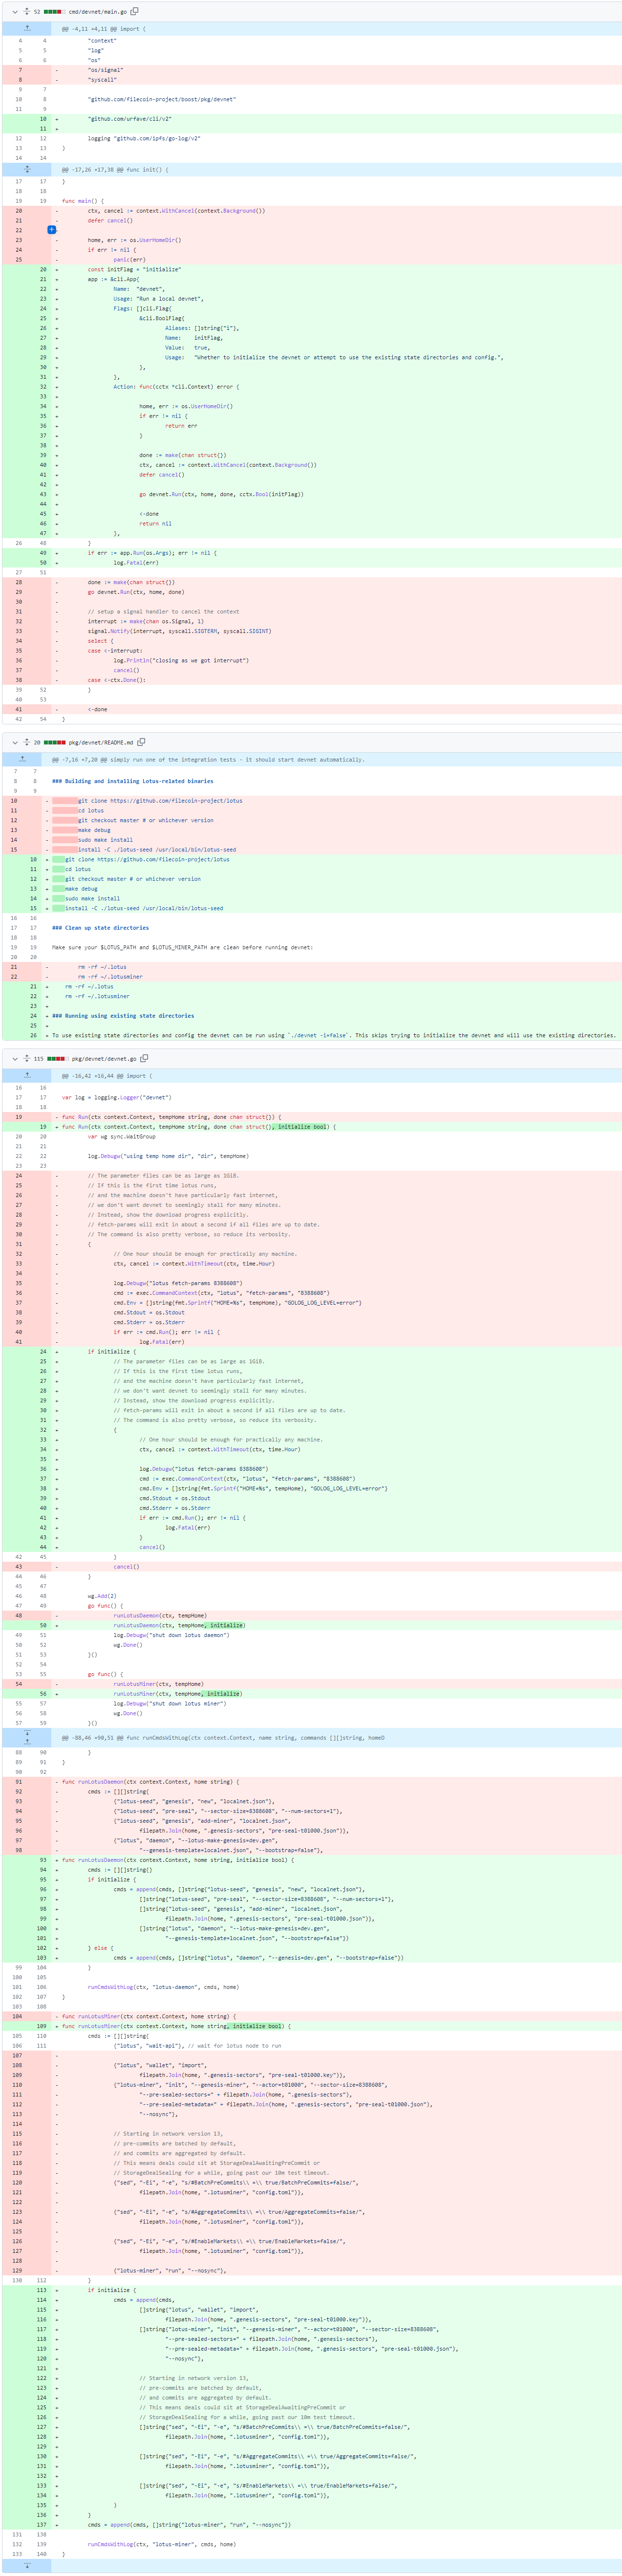 52 cmd/devnet/main.go
@@ -4,11 +4,11 @@ import (
4 4 "context"
5 5 "log"
6 6 "os"
7 - "os/signal"
8 - "syscall"
9 7
10 8 "github.com/filecoin-project/boost/pkg/devnet"
11 9
10 + "github.com/urfave/cli/v2"
11 +
12 12 logging "github.com/ipfs/go-log/v2"
13 13 )
14 14
@@ -17,26 +17,38 @@ func init() {
17 17 }
18 18
19 19 func main() {
20 - ctx, cancel := context.WithCancel(context.Background())
21 - defer cancel()
22 -
23 - home, err := os.UserHomeDir()
24 - if err != nil {
25 - panic(err)
20 + const initFlag = "initialize"
21 + app := &cli.App{
22 + Name: "devnet",
23 + Usage: "Run a local devnet",
24 + Flags: []cli.Flag{
25 + &cli.BoolFlag{
26 + Aliases: []string{"i"},
27 + Name: initFlag,
28 + Value: true,
29 + Usage: "Whether to initialize the devnet or attempt to use the existing state directories and config.",
30 + },
31 + },
32 + Action: func(cctx *cli.Context) error {
33 +
34 + home, err := os.UserHomeDir()
35 + if err != nil {
36 + return err
37 + }
38 +
39 + done := make(chan struct{})
40 + ctx, cancel := context.WithCancel(context.Background())
41 + defer cancel()
42 +
43 + go devnet.Run(ctx, home, done, cctx.Bool(initFlag))
44 +
45 + <-done
46 + return nil
47 + },
26 48 }
49 + if err := app.Run(os.Args); err != nil {
50 + log.Fatal(err)
27 51
28 - done := make(chan struct{})
29 - go devnet.Run(ctx, home, done)
30 -
31 - // setup a signal handler to cancel the context
32 - interrupt := make(chan os.Signal, 1)
33 - signal.Notify(interrupt, syscall.SIGTERM, syscall.SIGINT)
34 - select {
35 - case <-interrupt:
36 - log.Println("closing as we got interrupt")
37 - cancel()
38 - case <-ctx.Done():
39 52 }
40 53
41 - <-done
42 54 }
20 pkg/devnet/README.md
@@ -7,16 +7,20 @@ simply run one of the integration tests - it should start devnet automatically.
7 7
8 8 ### Building and installing Lotus-related binaries
9 9
10 - git clone https://github.com/filecoin-project/lotus
11 - cd lotus
12 - git checkout master # or whichever version
13 - make debug
14 - sudo make install
15 - install -C ./lotus-seed /usr/local/bin/lotus-seed
10 + git clone https://github.com/filecoin-project/lotus
11 + cd lotus
12 + git checkout master # or whichever version
13 + make debug
14 + sudo make install
15 + install -C ./lotus-seed /usr/local/bin/lotus-seed
16 16
17 17 ### Clean up state directories
18 18
19 19 Make sure your $LOTUS_PATH and $LOTUS_MINER_PATH are clean before running devnet:
20 20
21 - rm -rf ~/.lotus
22 - rm -rf ~/.lotusminer
21 + rm -rf ~/.lotus
22 + rm -rf ~/.lotusminer
23 +
24 + ### Running using existing state directories
25 +
26 + To use existing state directories and config the devnet can be run using `./devnet -i=false`. This skips trying to initialize the devnet and will use the existing directories.
115 pkg/devnet/devnet.go
@@ -16,42 +16,44 @@ import (
16 16
17 17 var log = logging.Logger("devnet")
18 18
19 - func Run(ctx context.Context, tempHome string, done chan struct{}) {
19 + func Run(ctx context.Context, tempHome string, done chan struct{}, initialize bool) {
20 20 var wg sync.WaitGroup
21 21
22 22 log.Debugw("using temp home dir", "dir", tempHome)
23 23
24 - // The parameter files can be as large as 1GiB.
25 - // If this is the first time lotus runs,
26 - // and the machine doesn't have particularly fast internet,
27 - // we don't want devnet to seemingly stall for many minutes.
28 - // Instead, show the download progress explicitly.
29 - // fetch-params will exit in about a second if all files are up to date.
30 - // The command is also pretty verbose, so reduce its verbosity.
31 - {
32 - // One hour should be enough for practically any machine.
33 - ctx, cancel := context.WithTimeout(ctx, time.Hour)
34 -
35 - log.Debugw("lotus fetch-params 8388608")
36 - cmd := exec.CommandContext(ctx, "lotus", "fetch-params", "8388608")
37 - cmd.Env = []string{fmt.Sprintf("HOME=%s", tempHome), "GOLOG_LOG_LEVEL=error"}
38 - cmd.Stdout = os.Stdout
39 - cmd.Stderr = os.Stderr
40 - if err := cmd.Run(); err != nil {
41 - log.Fatal(err)
24 + if initialize {
25 + // The parameter files can be as large as 1GiB.
26 + // If this is the first time lotus runs,
27 + // and the machine doesn't have particularly fast internet,
28 + // we don't want devnet to seemingly stall for many minutes.
29 + // Instead, show the download progress explicitly.
30 + // fetch-params will exit in about a second if all files are up to date.
31 + // The command is also pretty verbose, so reduce its verbosity.
32 + {
33 + // One hour should be enough for practically any machine.
34 + ctx, cancel := context.WithTimeout(ctx, time.Hour)
35 +
36 + log.Debugw("lotus fetch-params 8388608")
37 + cmd := exec.CommandContext(ctx, "lotus", "fetch-params", "8388608")
38 + cmd.Env = []string{fmt.Sprintf("HOME=%s", tempHome), "GOLOG_LOG_LEVEL=error"}
39 + cmd.Stdout = os.Stdout
40 + cmd.Stderr = os.Stderr
41 + if err := cmd.Run(); err != nil {
42 + log.Fatal(err)
43 + }
44 + cancel()
42 45 }
43 - cancel()
44 46 }
45 47
46 48 wg.Add(2)
47 49 go func() {
48 - runLotusDaemon(ctx, tempHome)
50 + runLotusDaemon(ctx, tempHome, initialize)
49 51 log.Debugw("shut down lotus daemon")
50 52 wg.Done()
51 53 }()
52 54
53 55 go func() {
54 - runLotusMiner(ctx, tempHome)
56 + runLotusMiner(ctx, tempHome, initialize)
55 57 log.Debugw("shut down lotus miner")
56 58 wg.Done()
57 59 }()
@@ -88,46 +90,51 @@ func runCmdsWithLog(ctx context.Context, name string, commands [][]string, homeD
88 90 }
89 91 }
90 92
91 - func runLotusDaemon(ctx context.Context, home string) {
92 - cmds := [][]string{
93 - {"lotus-seed", "genesis", "new", "localnet.json"},
94 - {"lotus-seed", "pre-seal", "--sector-size=8388608", "--num-sectors=1"},
95 - {"lotus-seed", "genesis", "add-miner", "localnet.json",
96 - filepath.Join(home, ".genesis-sectors", "pre-seal-t01000.json")},
97 - {"lotus", "daemon", "--lotus-make-genesis=dev.gen",
98 - "--genesis-template=localnet.json", "--bootstrap=false"},
93 + func runLotusDaemon(ctx context.Context, home string, initialize bool) {
94 + cmds := [][]string{}
95 + if initialize {
96 + cmds = append(cmds, []string{"lotus-seed", "genesis", "new", "localnet.json"},
97 + []string{"lotus-seed", "pre-seal", "--sector-size=8388608", "--num-sectors=1"},
98 + []string{"lotus-seed", "genesis", "add-miner", "localnet.json",
99 + filepath.Join(home, ".genesis-sectors", "pre-seal-t01000.json")},
100 + []string{"lotus", "daemon", "--lotus-make-genesis=dev.gen",
101 + "--genesis-template=localnet.json", "--bootstrap=false"})
102 + } else {
103 + cmds = append(cmds, []string{"lotus", "daemon", "--genesis=dev.gen", "--bootstrap=false"})
99 104 }
100 105
101 106 runCmdsWithLog(ctx, "lotus-daemon", cmds, home)
102 107 }
103 108
104 - func runLotusMiner(ctx context.Context, home string) {
109 + func runLotusMiner(ctx context.Context, home string, initialize bool) {
105 110 cmds := [][]string{
106 111 {"lotus", "wait-api"}, // wait for lotus node to run
107 -
108 - {"lotus", "wallet", "import",
109 - filepath.Join(home, ".genesis-sectors", "pre-seal-t01000.key")},
110 - {"lotus-miner", "init", "--genesis-miner", "--actor=t01000", "--sector-size=8388608",
111 - "--pre-sealed-sectors=" + filepath.Join(home, ".genesis-sectors"),
112 - "--pre-sealed-metadata=" + filepath.Join(home, ".genesis-sectors", "pre-seal-t01000.json"),
113 - "--nosync"},
114 -
115 - // Starting in network version 13,
116 - // pre-commits are batched by default,
117 - // and commits are aggregated by default.
118 - // This means deals could sit at StorageDealAwaitingPreCommit or
119 - // StorageDealSealing for a while, going past our 10m test timeout.
120 - {"sed", "-Ei", "-e", "s/#BatchPreCommits\\ =\\ true/BatchPreCommits=false/",
121 - filepath.Join(home, ".lotusminer", "config.toml")},
122 -
123 - {"sed", "-Ei", "-e", "s/#AggregateCommits\\ =\\ true/AggregateCommits=false/",
124 - filepath.Join(home, ".lotusminer", "config.toml")},
125 -
126 - {"sed", "-Ei", "-e", "s/#EnableMarkets\\ =\\ true/EnableMarkets=false/",
127 - filepath.Join(home, ".lotusminer", "config.toml")},
128 -
129 - {"lotus-miner", "run", "--nosync"},
130 112 }
113 + if initialize {
114 + cmds = append(cmds,
115 + []string{"lotus", "wallet", "import",
116 + filepath.Join(home, ".genesis-sectors", "pre-seal-t01000.key")},
117 + []string{"lotus-miner", "init", "--genesis-miner", "--actor=t01000", "--sector-size=8388608",
118 + "--pre-sealed-sectors=" + filepath.Join(home, ".genesis-sectors"),
119 + "--pre-sealed-metadata=" + filepath.Join(home, ".genesis-sectors", "pre-seal-t01000.json"),
120 + "--nosync"},
121 +
122 + // Starting in network version 13,
123 + // pre-commits are batched by default,
124 + // and commits are aggregated by default.
125 + // This means deals could sit at StorageDealAwaitingPreCommit or
126 + // StorageDealSealing for a while, going past our 10m test timeout.
127 + []string{"sed", "-Ei", "-e", "s/#BatchPreCommits\\ =\\ true/BatchPreCommits=false/",
128 + filepath.Join(home, ".lotusminer", "config.toml")},
129 +
130 + []string{"sed", "-Ei", "-e", "s/#AggregateCommits\\ =\\ true/AggregateCommits=false/",
131 + filepath.Join(home, ".lotusminer", "config.toml")},
132 +
133 + []string{"sed", "-Ei", "-e", "s/#EnableMarkets\\ =\\ true/EnableMarkets=false/",
134 + filepath.Join(home, ".lotusminer", "config.toml")},
135 + )
136 + }
137 + cmds = append(cmds, []string{"lotus-miner", "run", "--nosync"})
131 138
132 139 runCmdsWithLog(ctx, "lotus-miner", cmds, home)
133 140 }